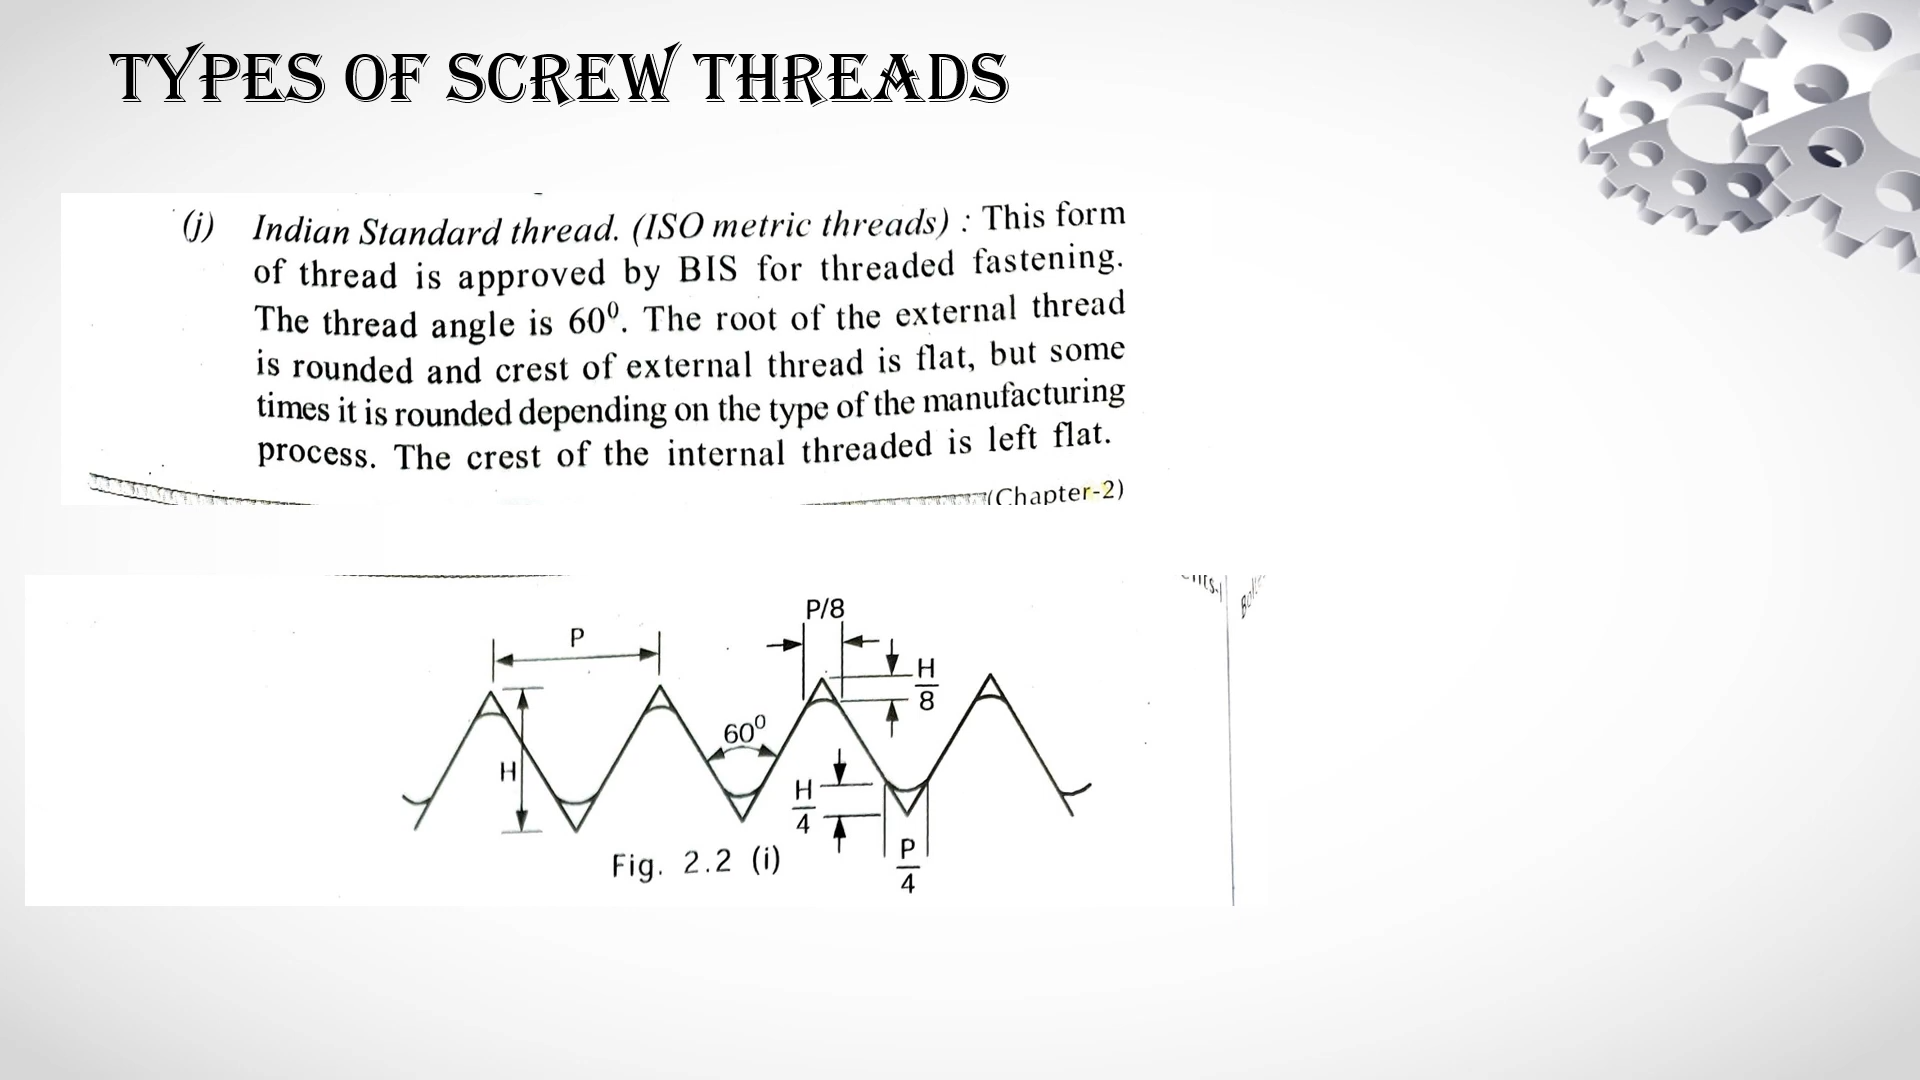 TYPES OF SCREW THREADS
(j) Indian Standard thread. (ISO metric threads) : This form
of thread is approved by BIS for threaded fastening.
The thread angle is 60⁰. The root of the external thread
is rounded and crest of external thread is flat, but some
times it is rounded depending on the type of the manufacturing
process. The crest of the internal threaded is left flat.
(Chapter-2)
P/8
P
H
8
60⁰
H
H
4
P
4
Fig. 2.2 (i)